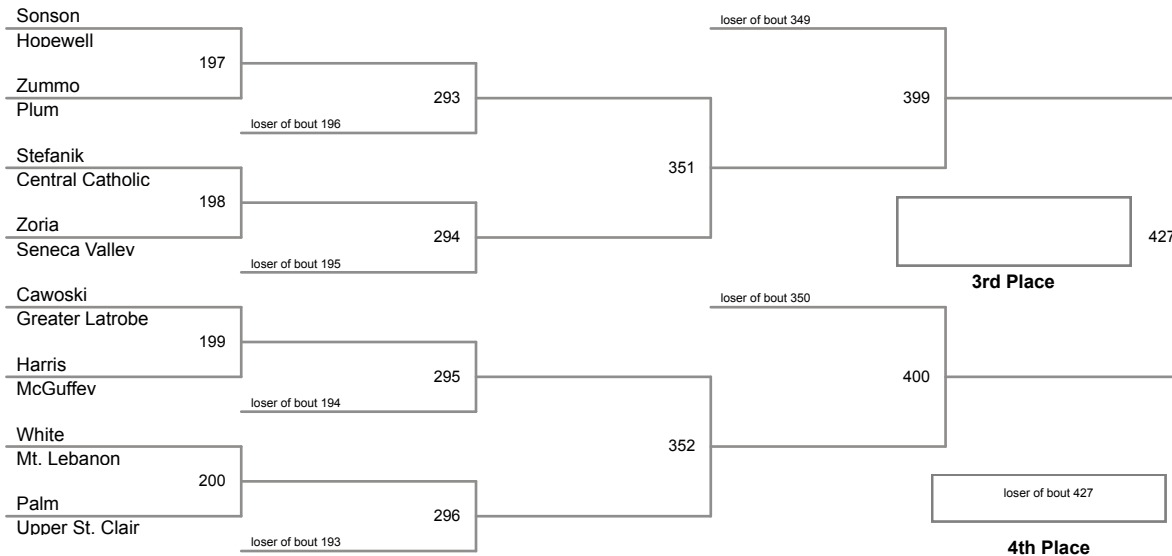 Sonson
loser of bout 349
Hopewell
197
Zummo
293
399
Plum
loser of bout 196
Stefanik
351
Central Catholic
198
Zoria
294
427
Seneca Valley
loser of bout 195
3rd Place
Cawoski
loser of bout 350
Greater Latrobe
199
Harris
295
400
McGuffey
loser of bout 194
White
352
Mt. Lebanon
200
loser of bout 427
Palm
296
Upper St. Clair
loser of bout 193
4th Place